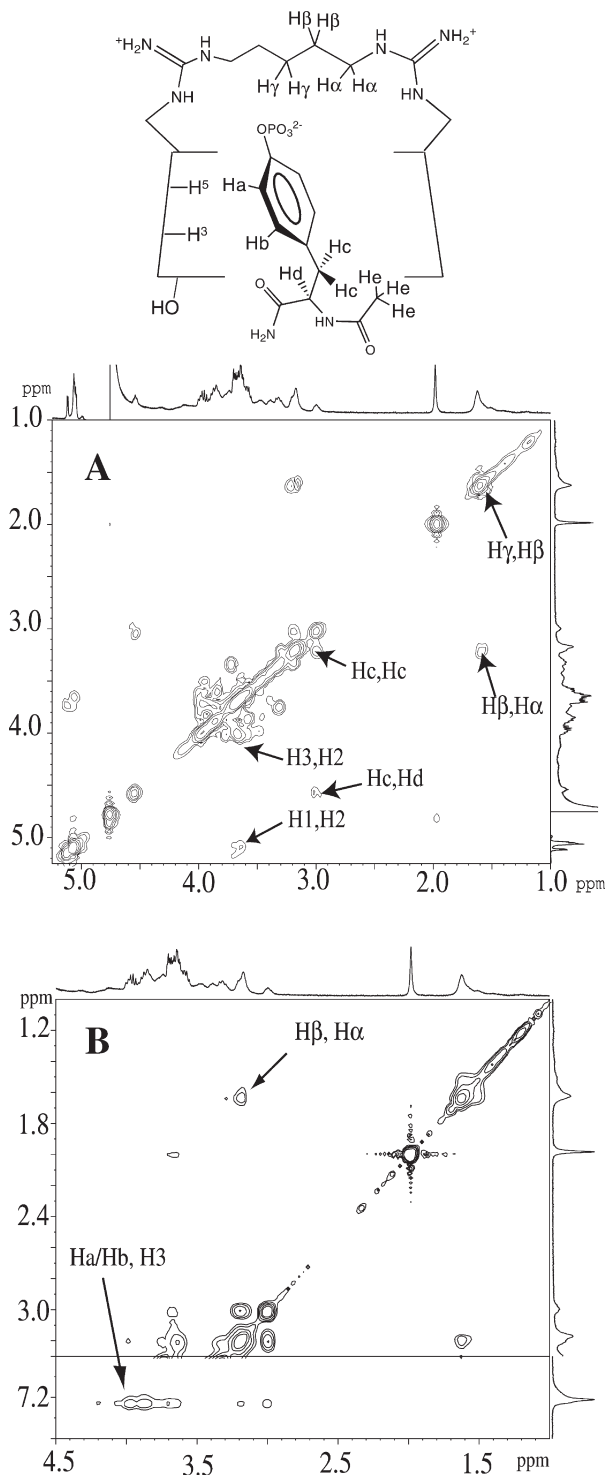 Hβ Hβ
⁺H₂N H N H N NH₂⁺
Hγ Hγ Hα Hα
NH HN
OPO₃²⁻
Ha
H⁵
Hb Hc
H³
Hd Hc He
HO O He
H₂N NH He
O
ppm
1.0
A
2.0
Hγ,Hβ
3.0
Hc,Hc
Hβ,Hα
4.0
H3,H2
Hc,Hd
H1,H2
5.0
5.0 4.0 3.0 2.0 1.0 ppm
ppm
1.2
B
Hβ, Hα
1.8
2.4
Ha/Hb, H3
3.0
7.2
4.5 3.5 2.5 1.5 ppm